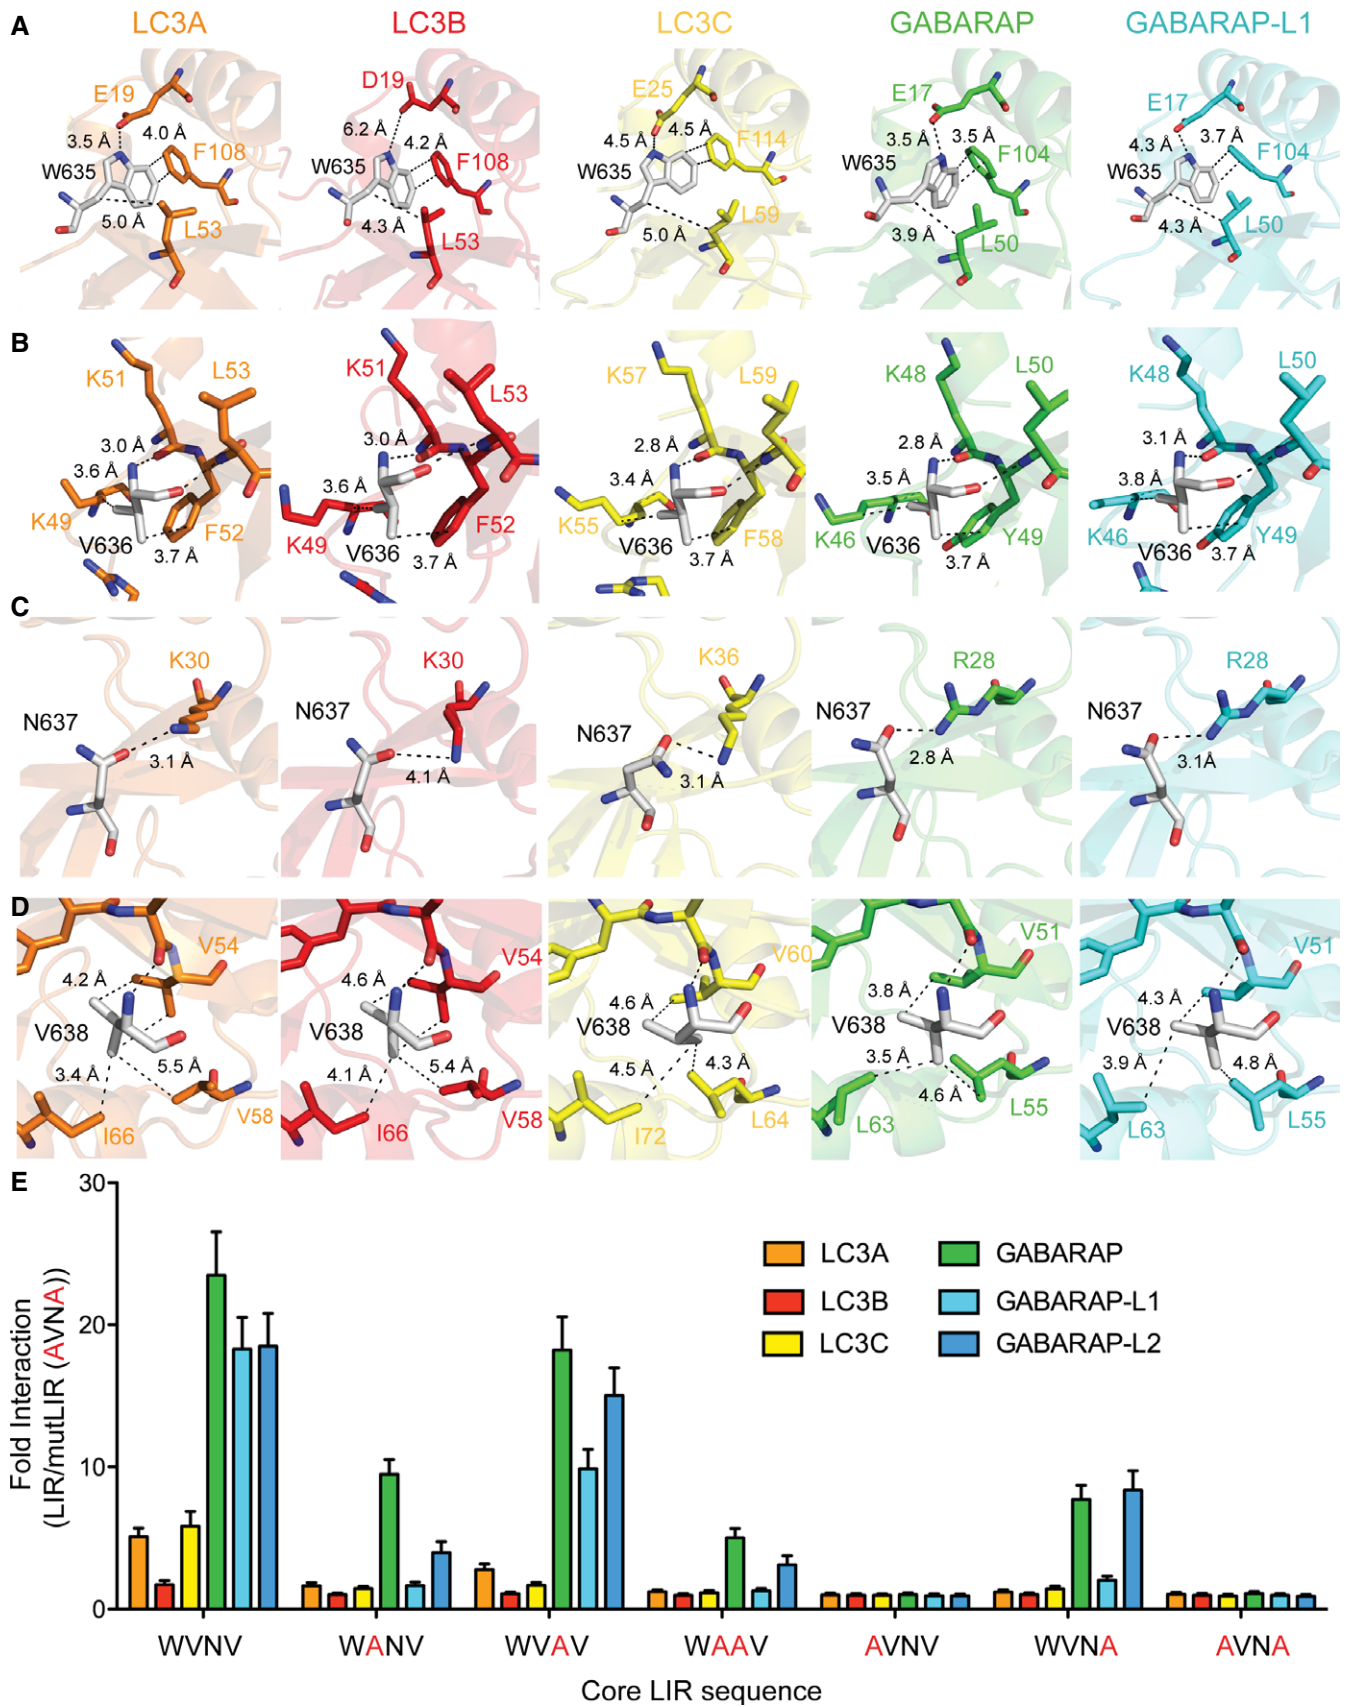 A
LC3A
LC3B
LC3C
GABARAP
GABARAP-L1
E19
3.5 Å
4.0 Å
W635
F108
5.0 Å
L53
D19
6.2 Å
4.2 Å
W635
F108
4.3 Å
L53
E25
4.5 Å
4.5 Å
F114
W635
L59
5.0 Å
E17
3.5 Å
3.5 Å
W635
F104
3.9 Å
L50
E17
4.3 Å
3.7 Å
W635
F104
4.3 Å
L50
B
K51
L53
3.0 Å
3.6 Å
K49
V636
F52
3.7 Å
K51
L53
3.0 Å
3.6 Å
K49
V636
F52
3.7 Å
K57
L59
2.8 Å
3.4 Å
K55
V636
F58
3.7 Å
K48
L50
2.8 Å
3.5 Å
K46
V636
Y49
3.7 Å
K48
L50
3.1 Å
3.8 Å
K46
V636
Y49
3.7 Å
C
K30
N637
3.1 Å
K30
N637
4.1 Å
K36
N637
3.1 Å
R28
N637
2.8 Å
R28
N637
3.1Å
D
V54
4.2 Å
V638
5.5 Å
3.4 Å
V58
I66
V54
4.6 Å
V638
5.4 Å
4.1 Å
V58
I66
V60
4.6 Å
V638
4.3 Å
4.5 Å
I72
L64
V51
3.8 Å
V638
3.5 Å
4.6 Å
L55
L63
V51
4.3 Å
V638
3.9 Å
4.8 Å
L63
L55
E
Fold Interaction
(LIR/mutLIR (AVNA))
30
20
10
0
LC3A
LC3B
LC3C
GABARAP
GABARAP-L1
GABARAP-L2
WVNV
WANV
WVAV
WAAV
AVNV
WVNA
AVNA
Core LIR sequence